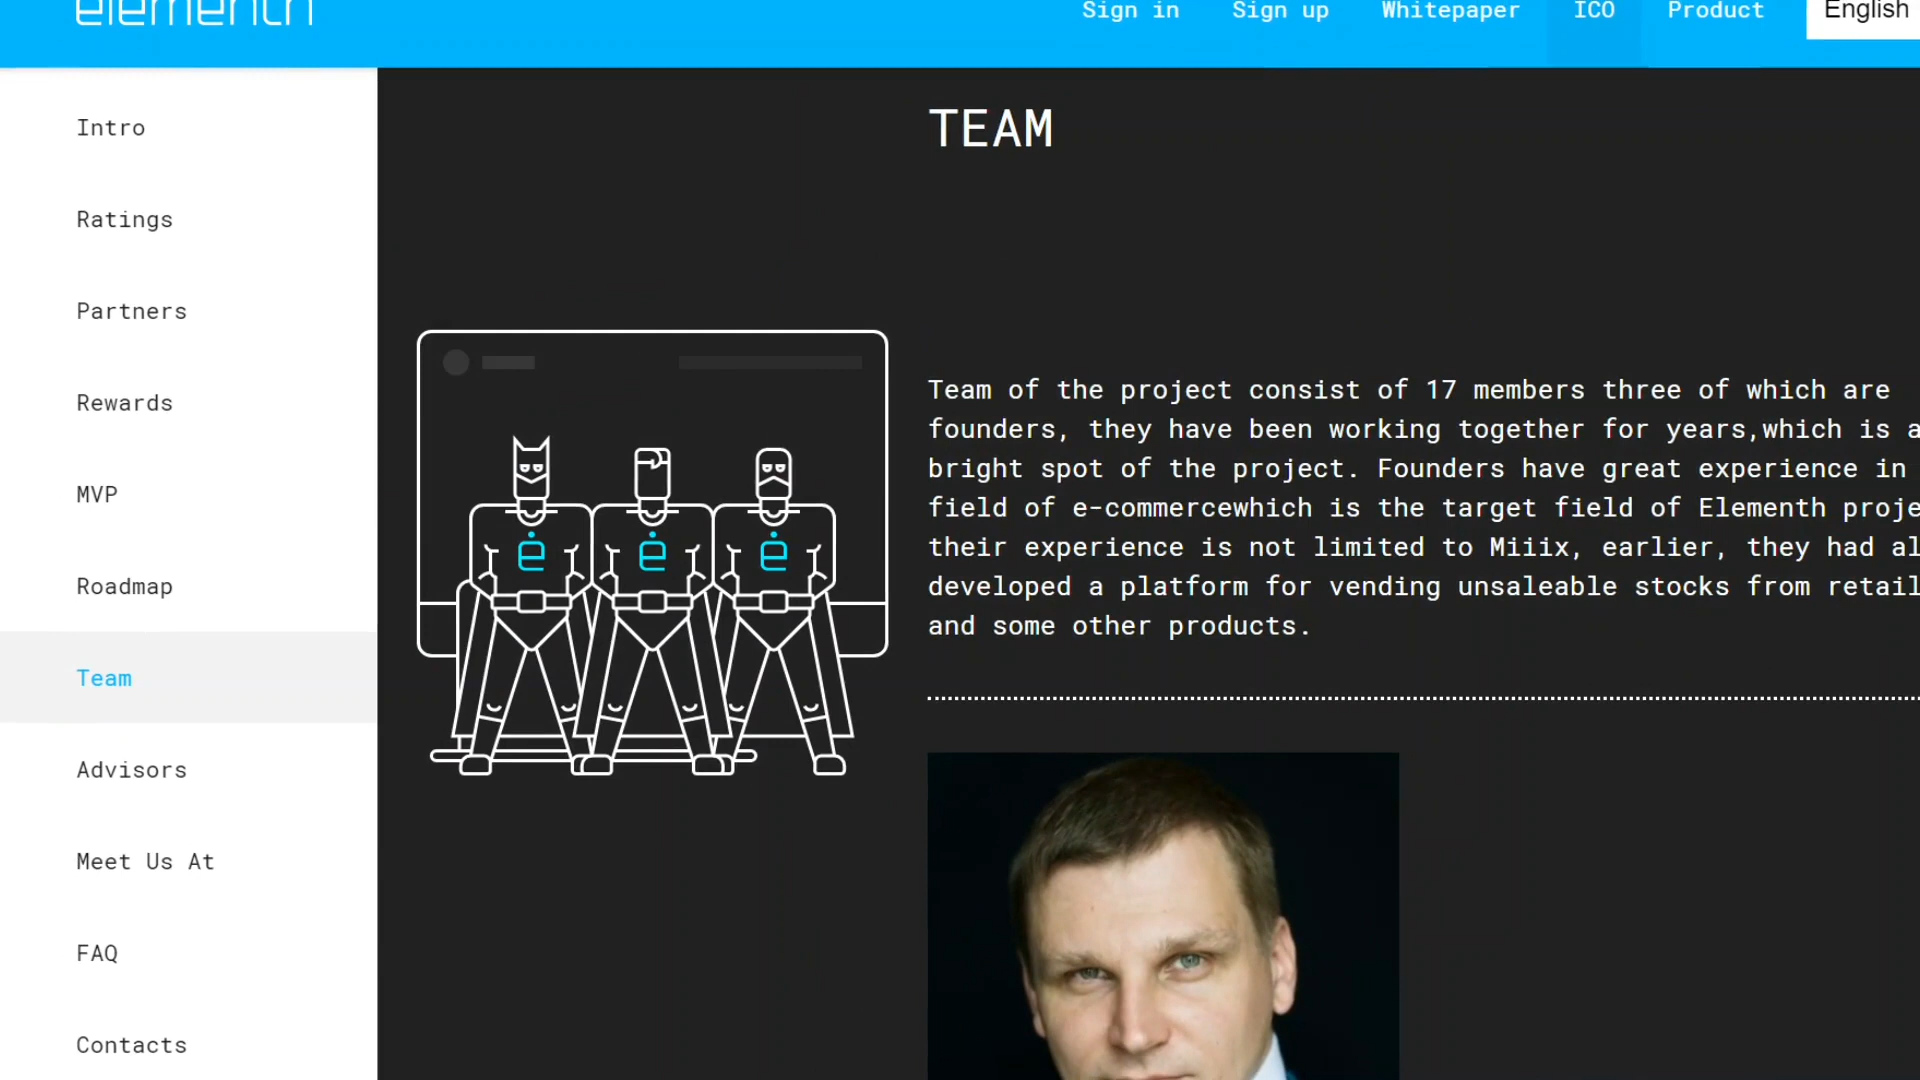 elementh
Sign in
Sign up
Whitepaper
ICO
Product
English
Intro
Ratings
Partners
Rewards
MVP
Roadmap
Team
Advisors
Meet Us At
FAQ
Contacts
TEAM
Team of the project consist of 17 members three of which are
founders, they have been working together for years,which is a
bright spot of the project. Founders have great experience in
field of e-commercewhich is the target field of Elementh
their experience is not limited to Miiix, earlier, they had
developed a platform for vending unsaleable stocks from
and some other products.
ė ė ė